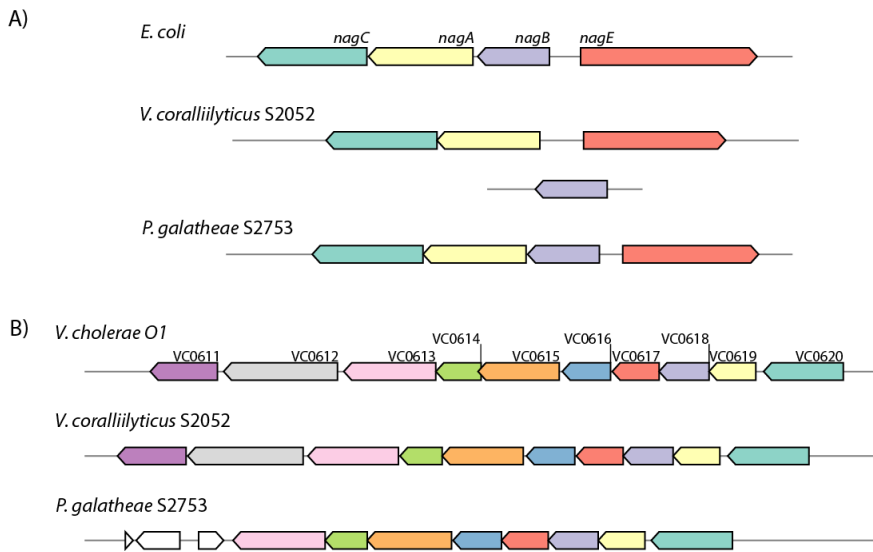 A)
E. coli
nagC nagA nagB nagE
V. coralliilyticus S2052
P. galatheae S2753
B)
V. cholerae O1
VC0611 VC0612 VC0613 VC0614 VC0615 VC0616 VC0617 VC0618 VC0619 VC0620
V. coralliilyticus S2052
P. galatheae S2753